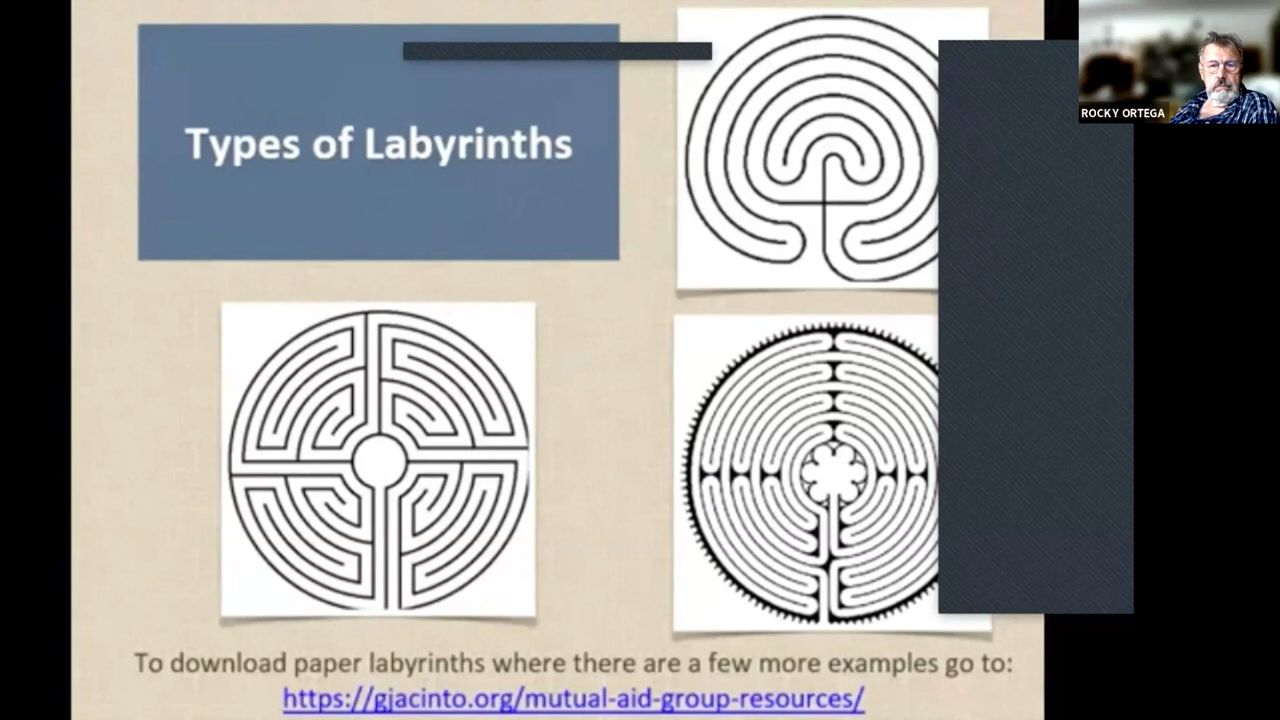 Types of Labyrinths
ROCKY ORTEGA
To download paper labyrinths where there are a few more examples go to:
https://gjacinto.org/mutual-aid-group-resources/